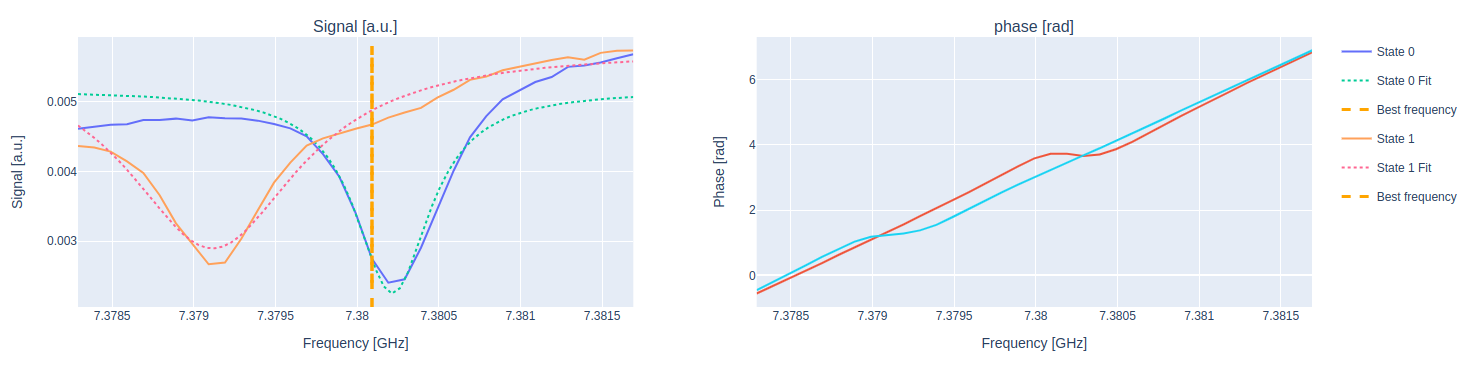 Signal [a.u.]
phase [rad]
Signal [a.u.]
0.005
0.004
0.003
7.3785
7.379
7.3795
7.38
7.3805
7.381
7.3815
Frequency [GHz]
Phase [rad]
6
4
2
0
7.3785
7.379
7.3795
7.38
7.3805
7.381
7.3815
Frequency [GHz]
State 0
State 0 Fit
Best frequency
State 1
State 1 Fit
Best frequency